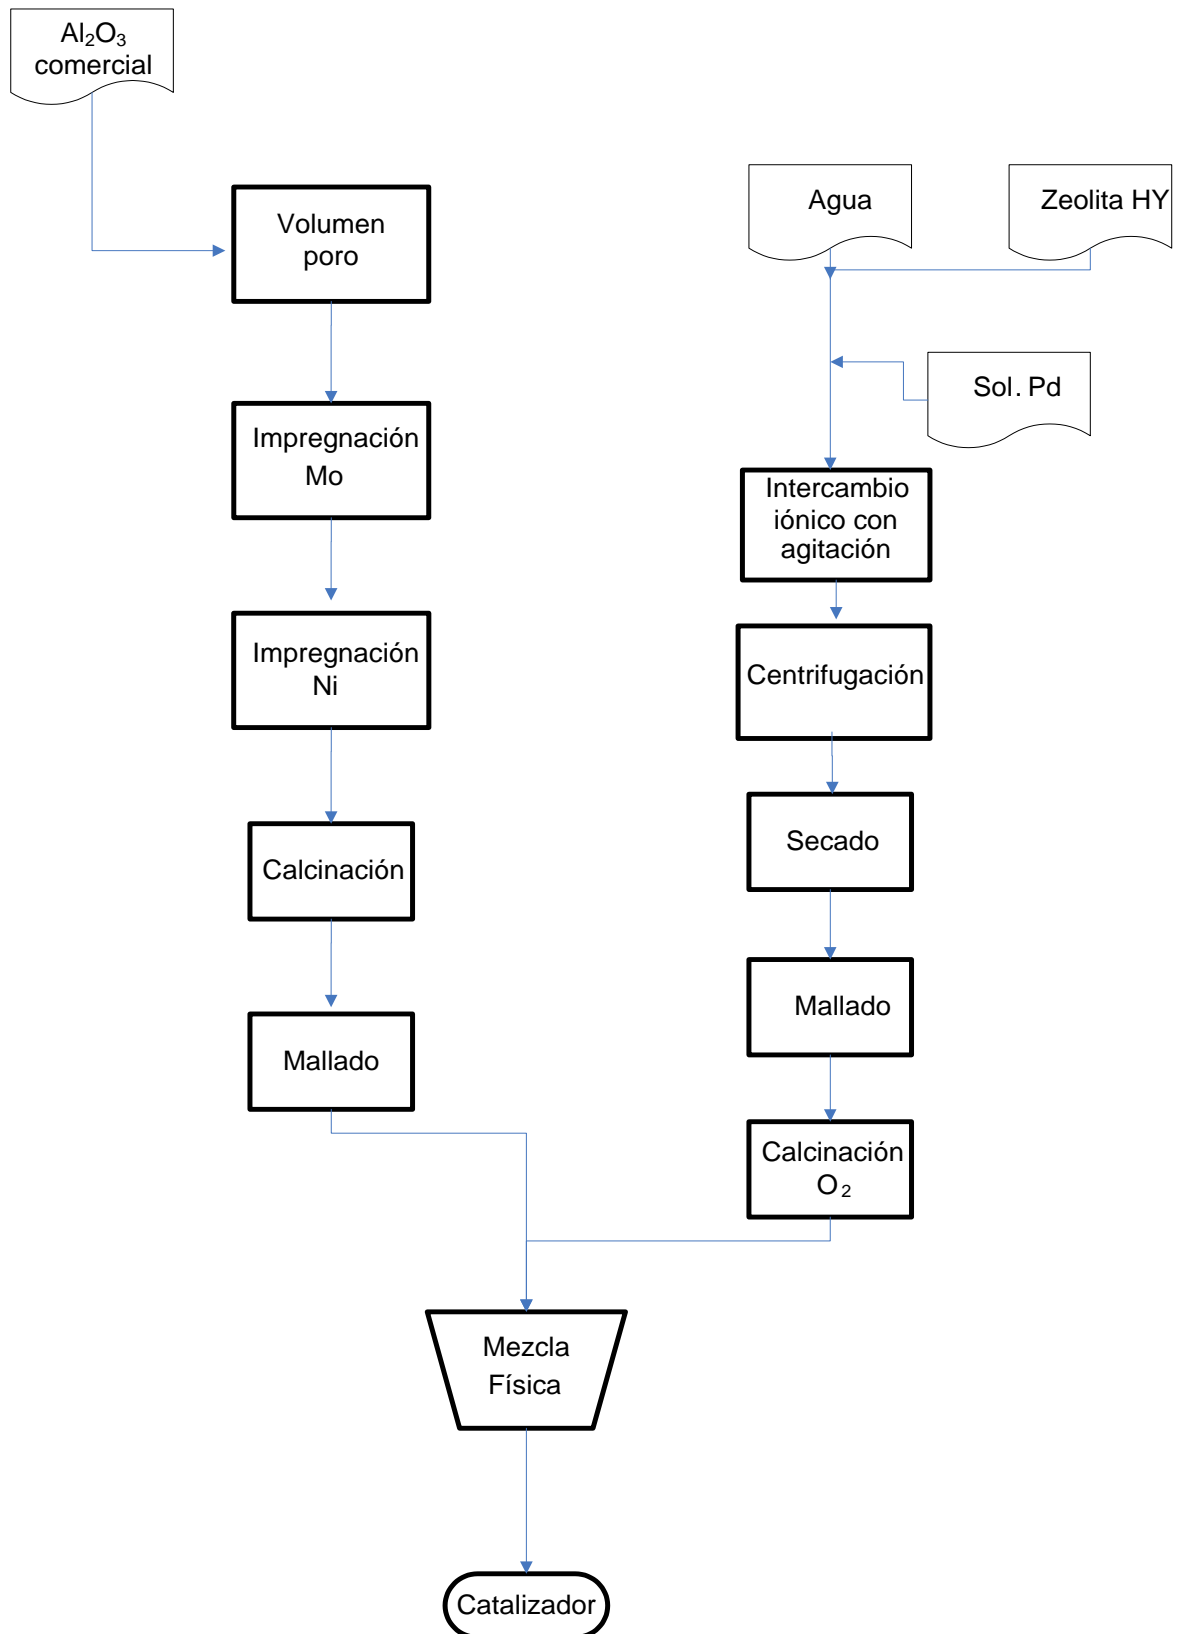 Al₂O₃
comercial
Volumen
poro
Impregnación
Mo
Impregnación
Ni
Calcinación
Mallado
Agua
Zeolita HY
Sol. Pd
Intercambio
iónico con
agitación
Centrifugación
Secado
Mallado
Calcinación
O₂
Mezcla
Física
Catalizador